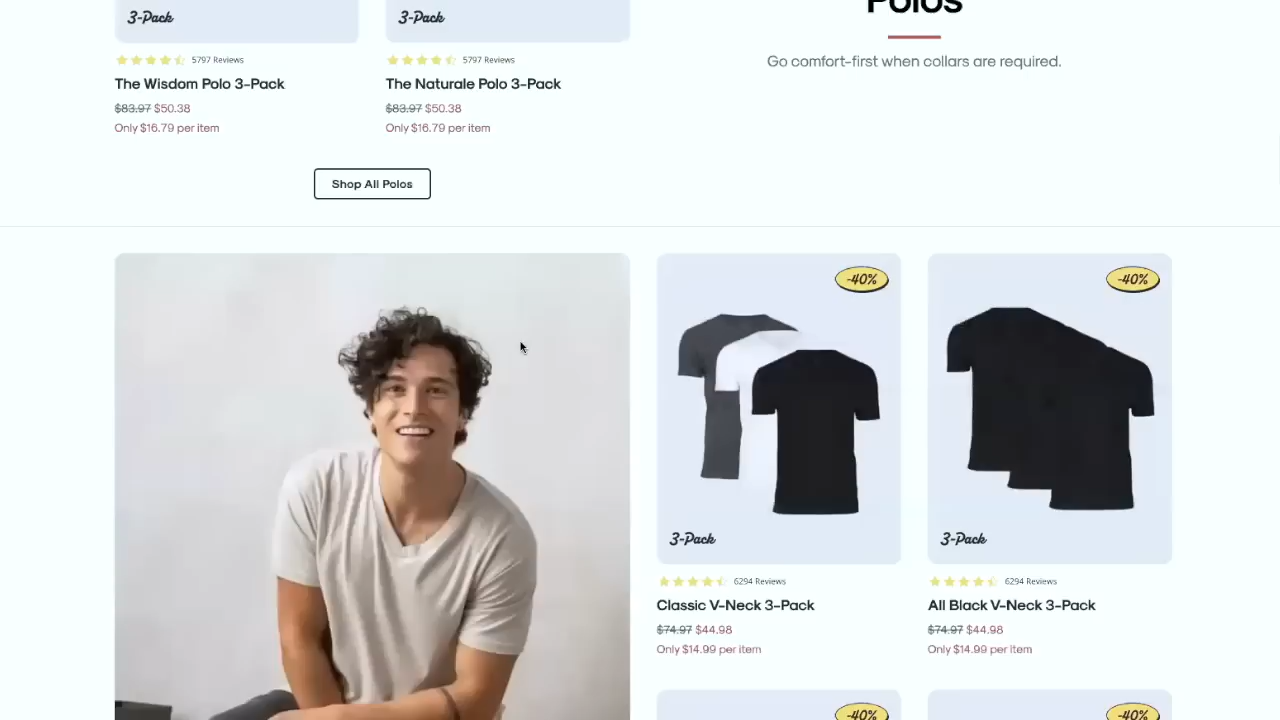 3-Pack
5797 Reviews
The Wisdom Polo 3-Pack
$83.97 $50.38
Only $16.79 per item
3-Pack
5797 Reviews
The Naturale Polo 3-Pack
$83.97 $50.38
Only $16.79 per item
Shop All Polos
Polos
Go comfort-first when collars are required.
-40%
3-Pack
6294 Reviews
Classic V-Neck 3-Pack
$74.97 $44.98
Only $14.99 per item
-40%
3-Pack
6294 Reviews
All Black V-Neck 3-Pack
$74.97 $44.98
Only $14.99 per item
-40%
-40%